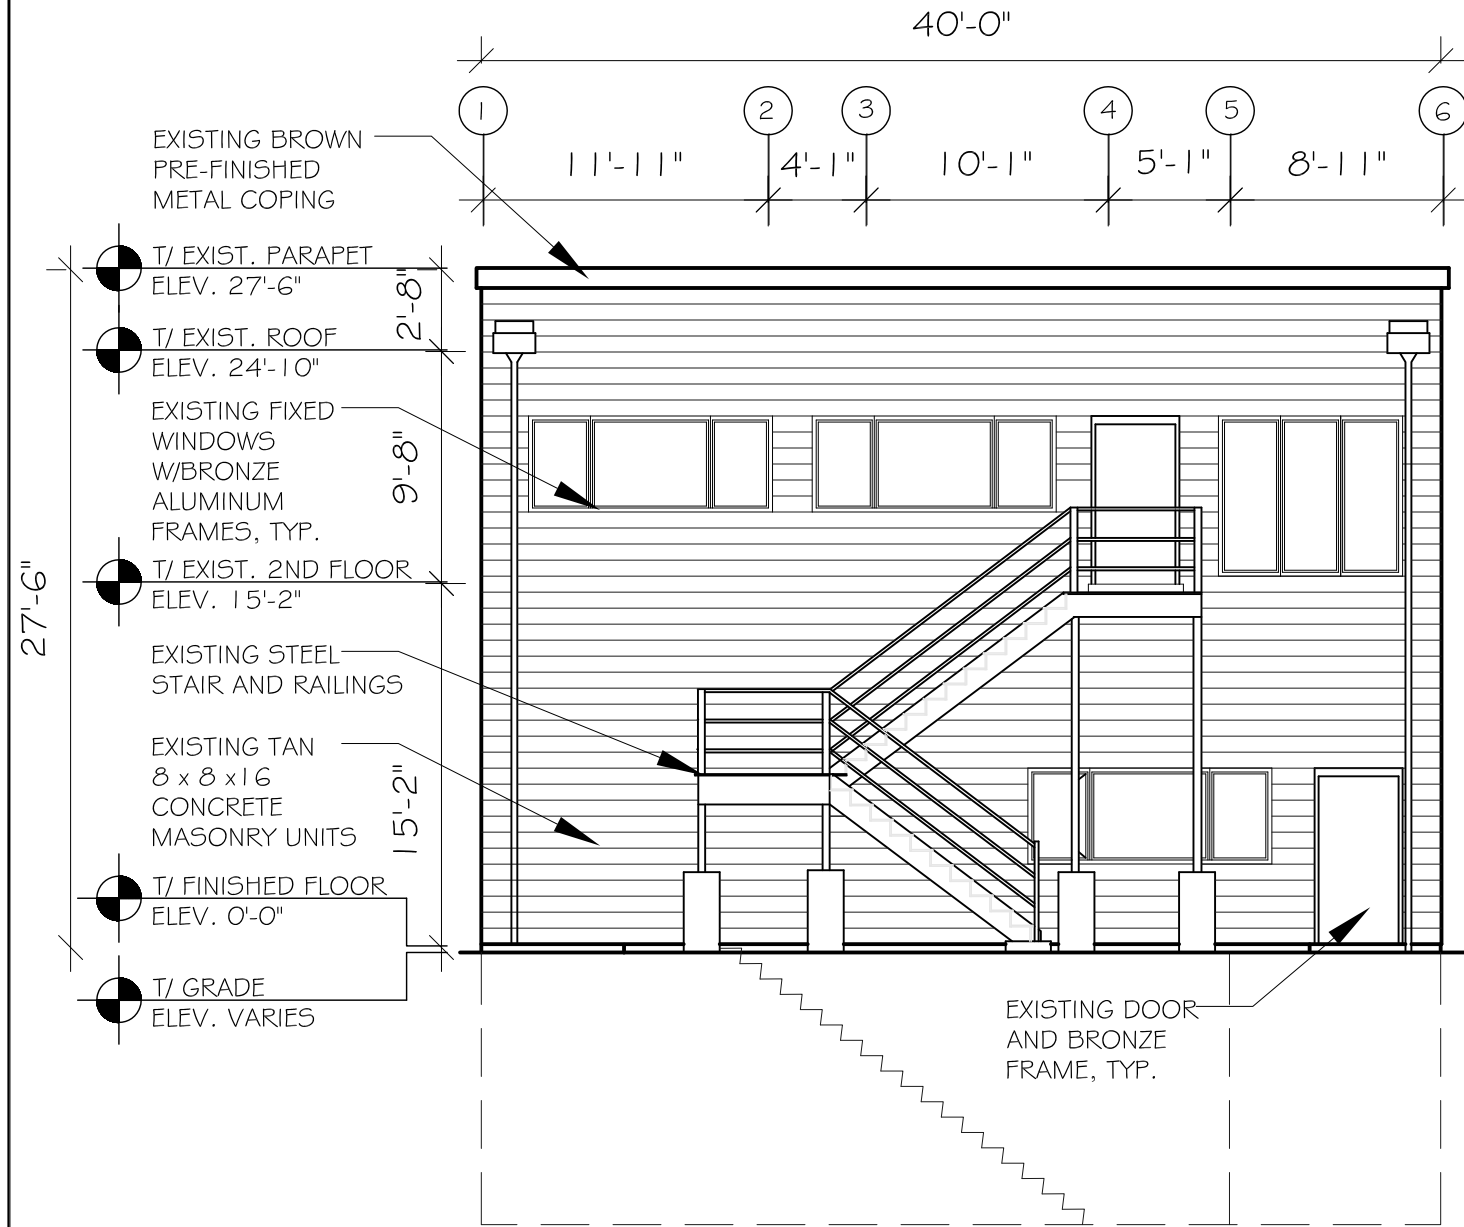 40'-0"
1 2 3 4 5 6
11'-11" 4'-1" 10'-1" 5'-1" 8'-11"
EXISTING BROWN
PRE-FINISHED
METAL COPING
T/ EXIST. PARAPET
ELEV. 27'-6"
2'-8"
T/ EXIST. ROOF
ELEV. 24'-10"
EXISTING FIXED
WINDOWS
W/BRONZE
ALUMINUM
FRAMES, TYP.
9'-8"
T/ EXIST. 2ND FLOOR
ELEV. 15'-2"
27'-6"
EXISTING STEEL
STAIR AND RAILINGS
EXISTING TAN
8 x 8 x16
CONCRETE
MASONRY UNITS
15'-2"
T/ FINISHED FLOOR
ELEV. 0'-0"
T/ GRADE
ELEV. VARIES
EXISTING DOOR
AND BRONZE
FRAME, TYP.